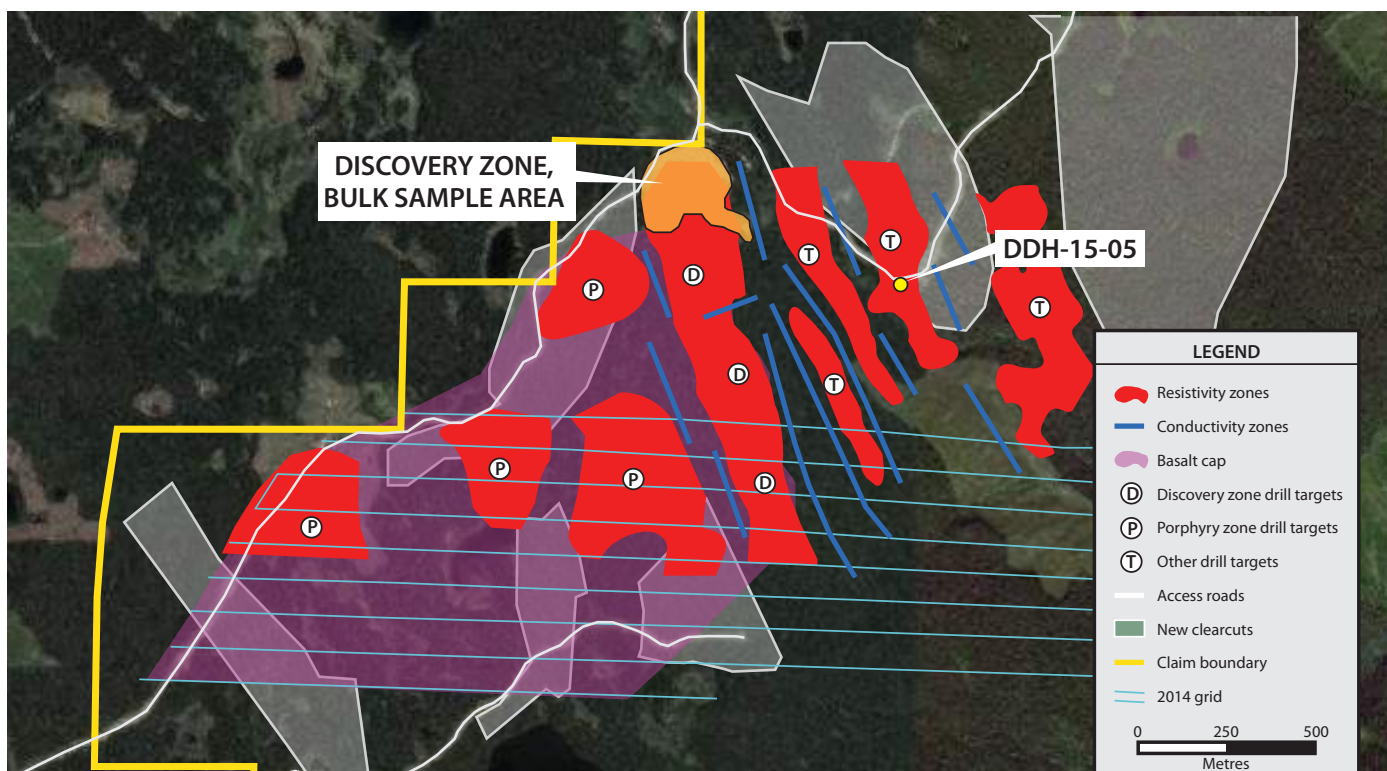 DISCOVERY ZONE,
BULK SAMPLE AREA
DDH-15-05
T
T
D
P
T
D
T
P
P
D
P
LEGEND
Resistivity zones
Conductivity zones
Basalt cap
D Discovery zone drill targets
P Porphyry zone drill targets
T Other drill targets
Access roads
New clearcuts
Claim boundary
2014 grid
0 250 500
Metres